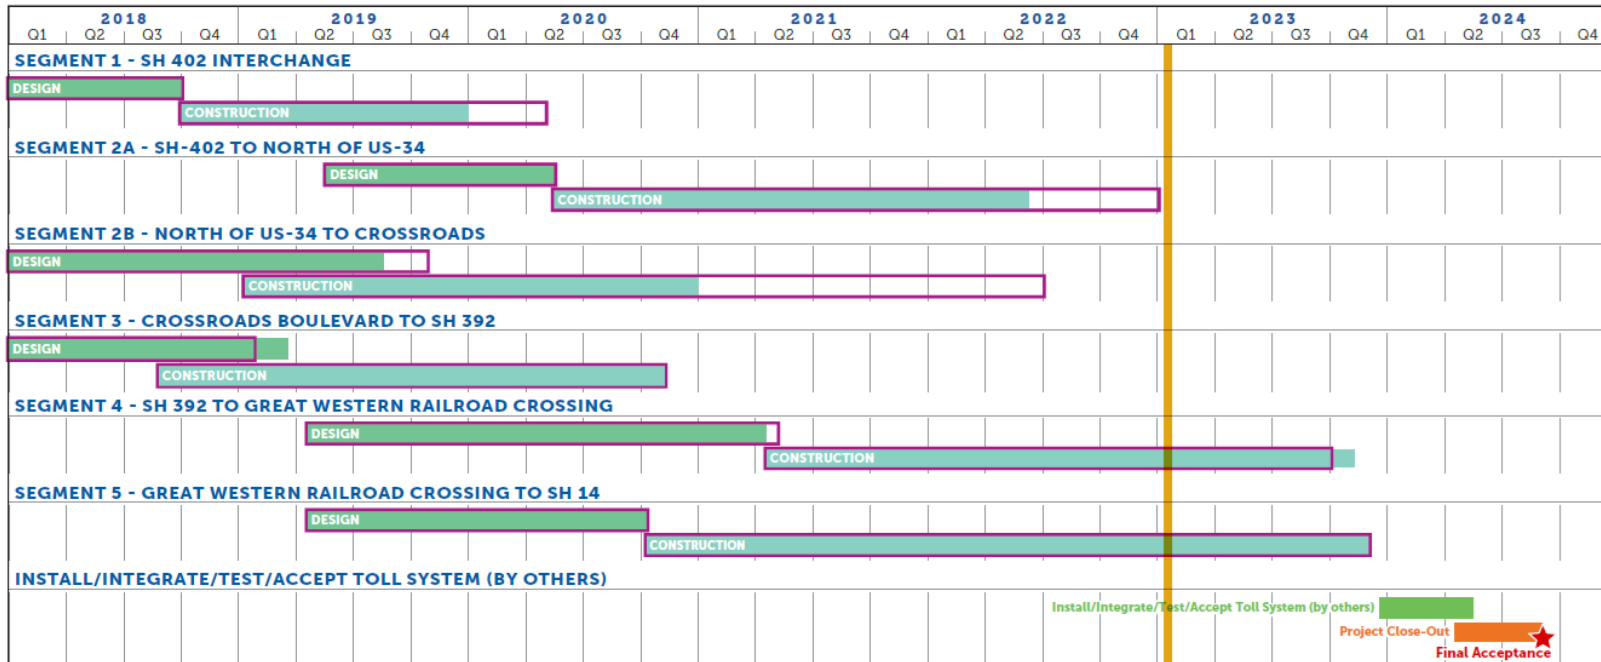 2018 2019 2020 2021 2022 2023 2024
Q1 Q2 Q3 Q4 Q1 Q2 Q3 Q4 Q1 Q2 Q3 Q4 Q1 Q2 Q3 Q4 Q1 Q2 Q3 Q4 Q1 Q2 Q3 Q4 Q1 Q2 Q3 Q4
SEGMENT 1 - SH 402 INTERCHANGE
DESIGN
CONSTRUCTION
SEGMENT 2A - SH-402 TO NORTH OF US-34
DESIGN
CONSTRUCTION
SEGMENT 2B - NORTH OF US-34 TO CROSSROADS
DESIGN
CONSTRUCTION
SEGMENT 3 - CROSSROADS BOULEVARD TO SH 392
DESIGN
CONSTRUCTION
SEGMENT 4 - SH 392 TO GREAT WESTERN RAILROAD CROSSING
DESIGN
CONSTRUCTION
SEGMENT 5 - GREAT WESTERN RAILROAD CROSSING TO SH 14
DESIGN
CONSTRUCTION
INSTALL/INTEGRATE/TEST/ACCEPT TOLL SYSTEM (BY OTHERS)
Install/Integrate/Test/Accept Toll System (by others)
Project Close-Out
Final Acceptance